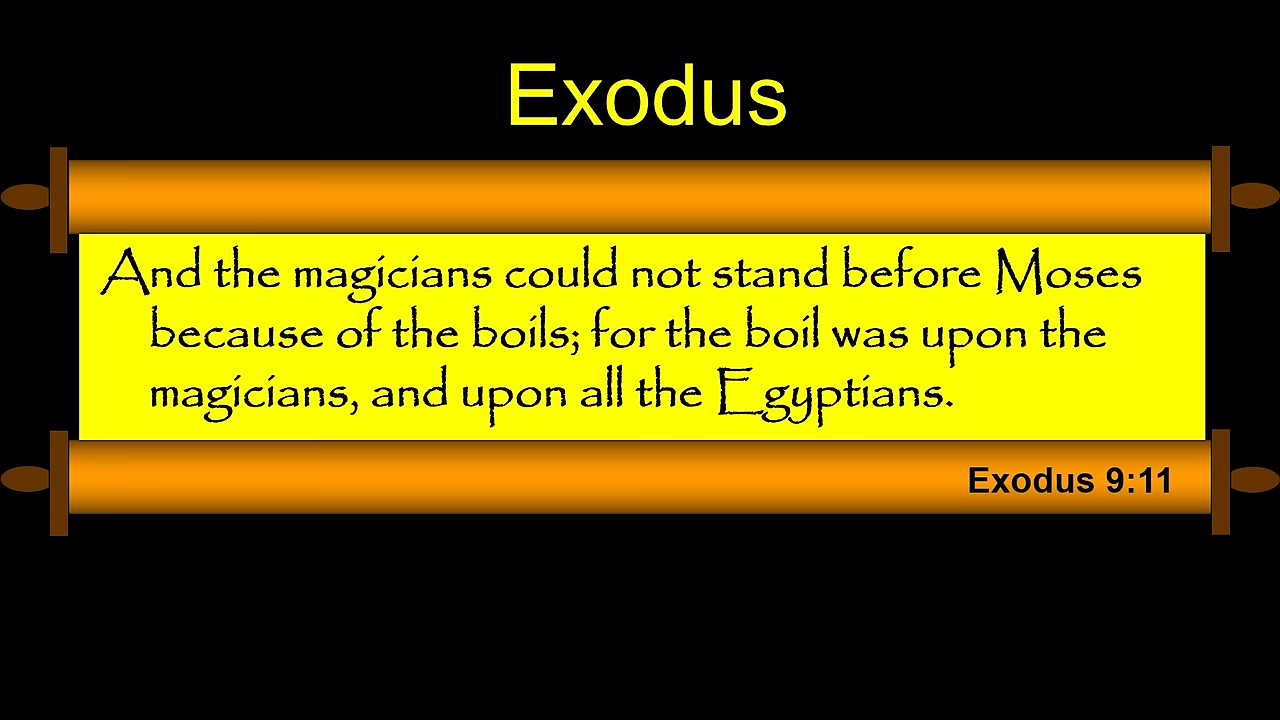 Exodus
And the magicians could not stand before Moses
because of the boils; for the boil was upon the
magicians, and upon all the Egyptians.
Exodus 9:11